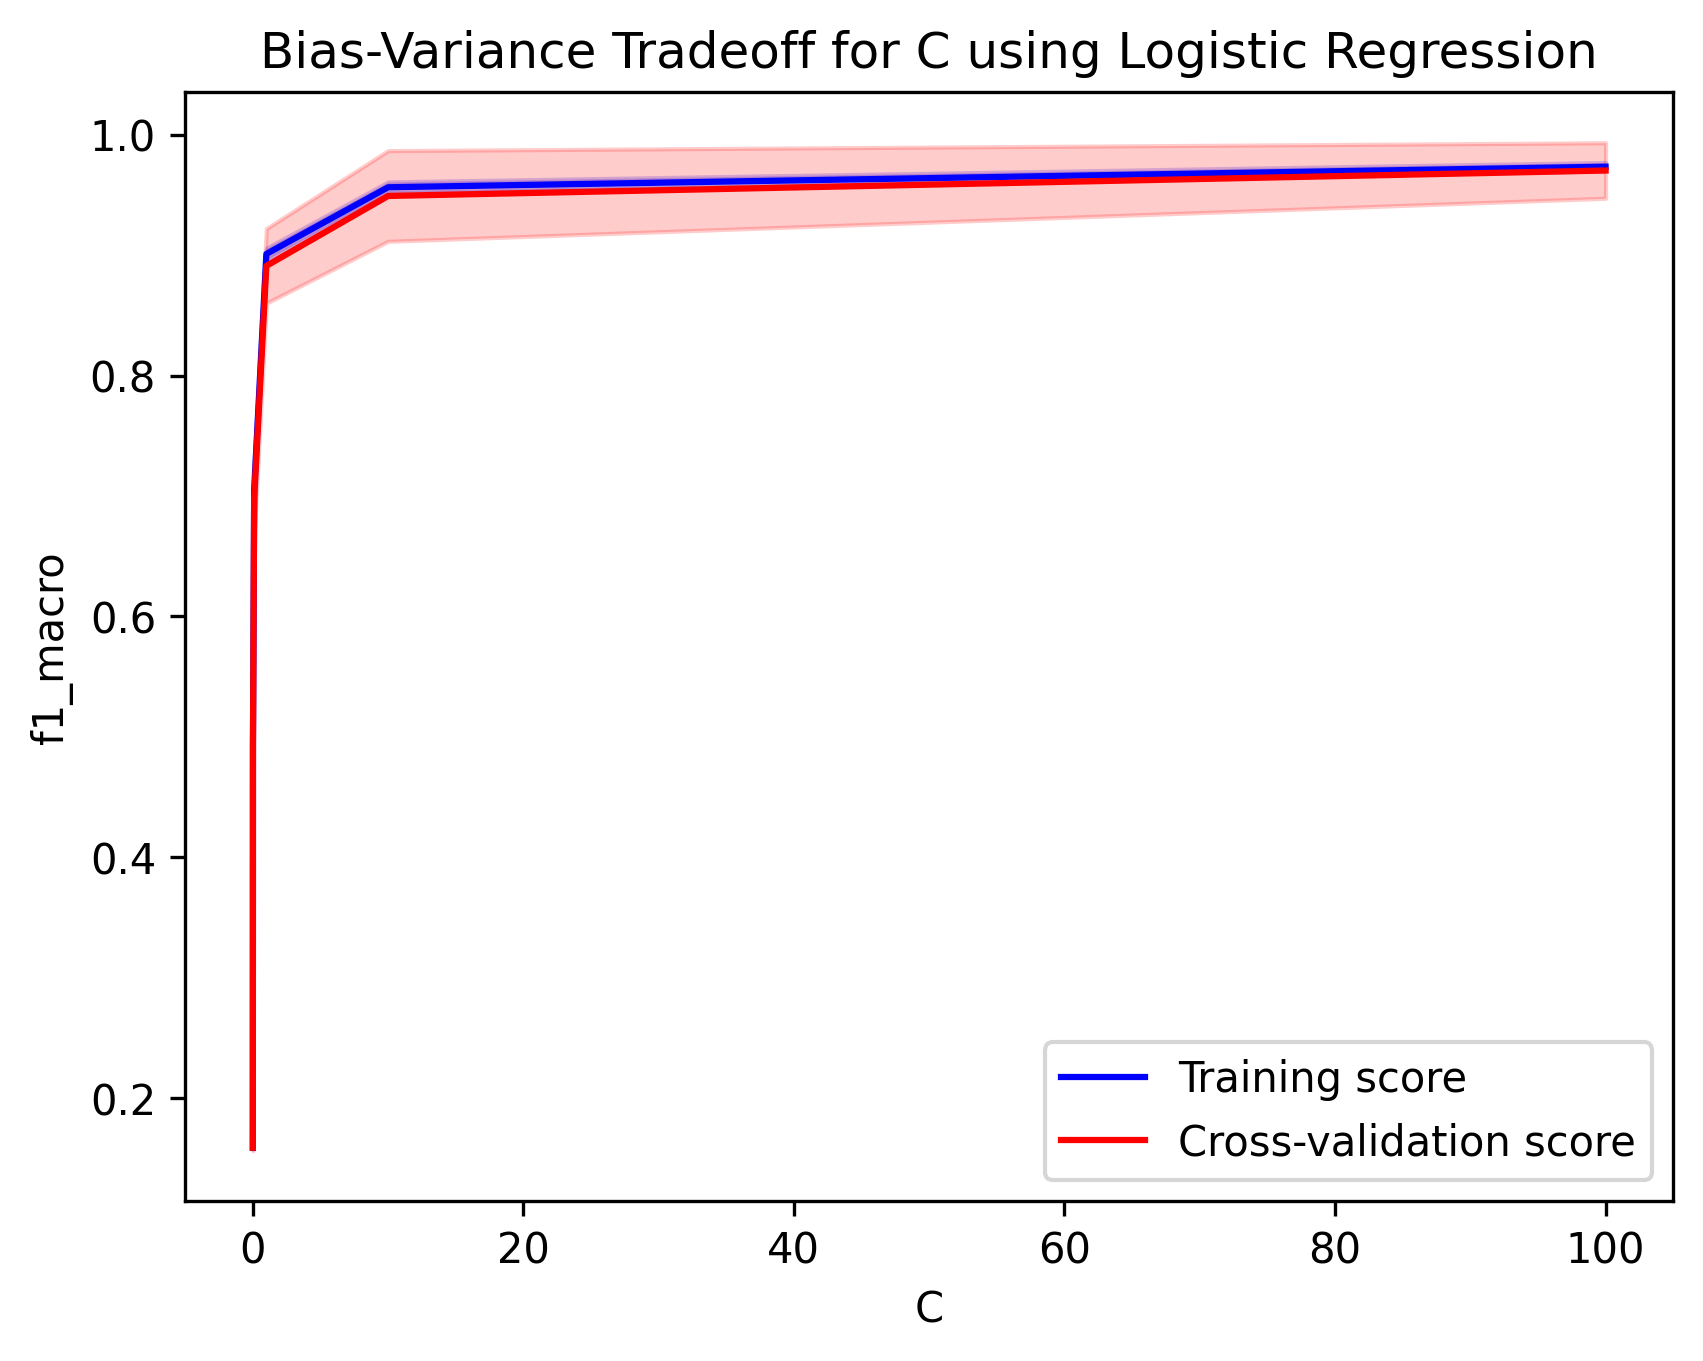 Bias-Variance Tradeoff for C using Logistic Regression
1.0
0.8
0.6
0.4
0.2
f1_macro
Training score
Cross-validation score
0 20 40 60 80 100
C